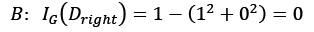 B: I_G(D_right) = 1 − (1² + 0²) = 0